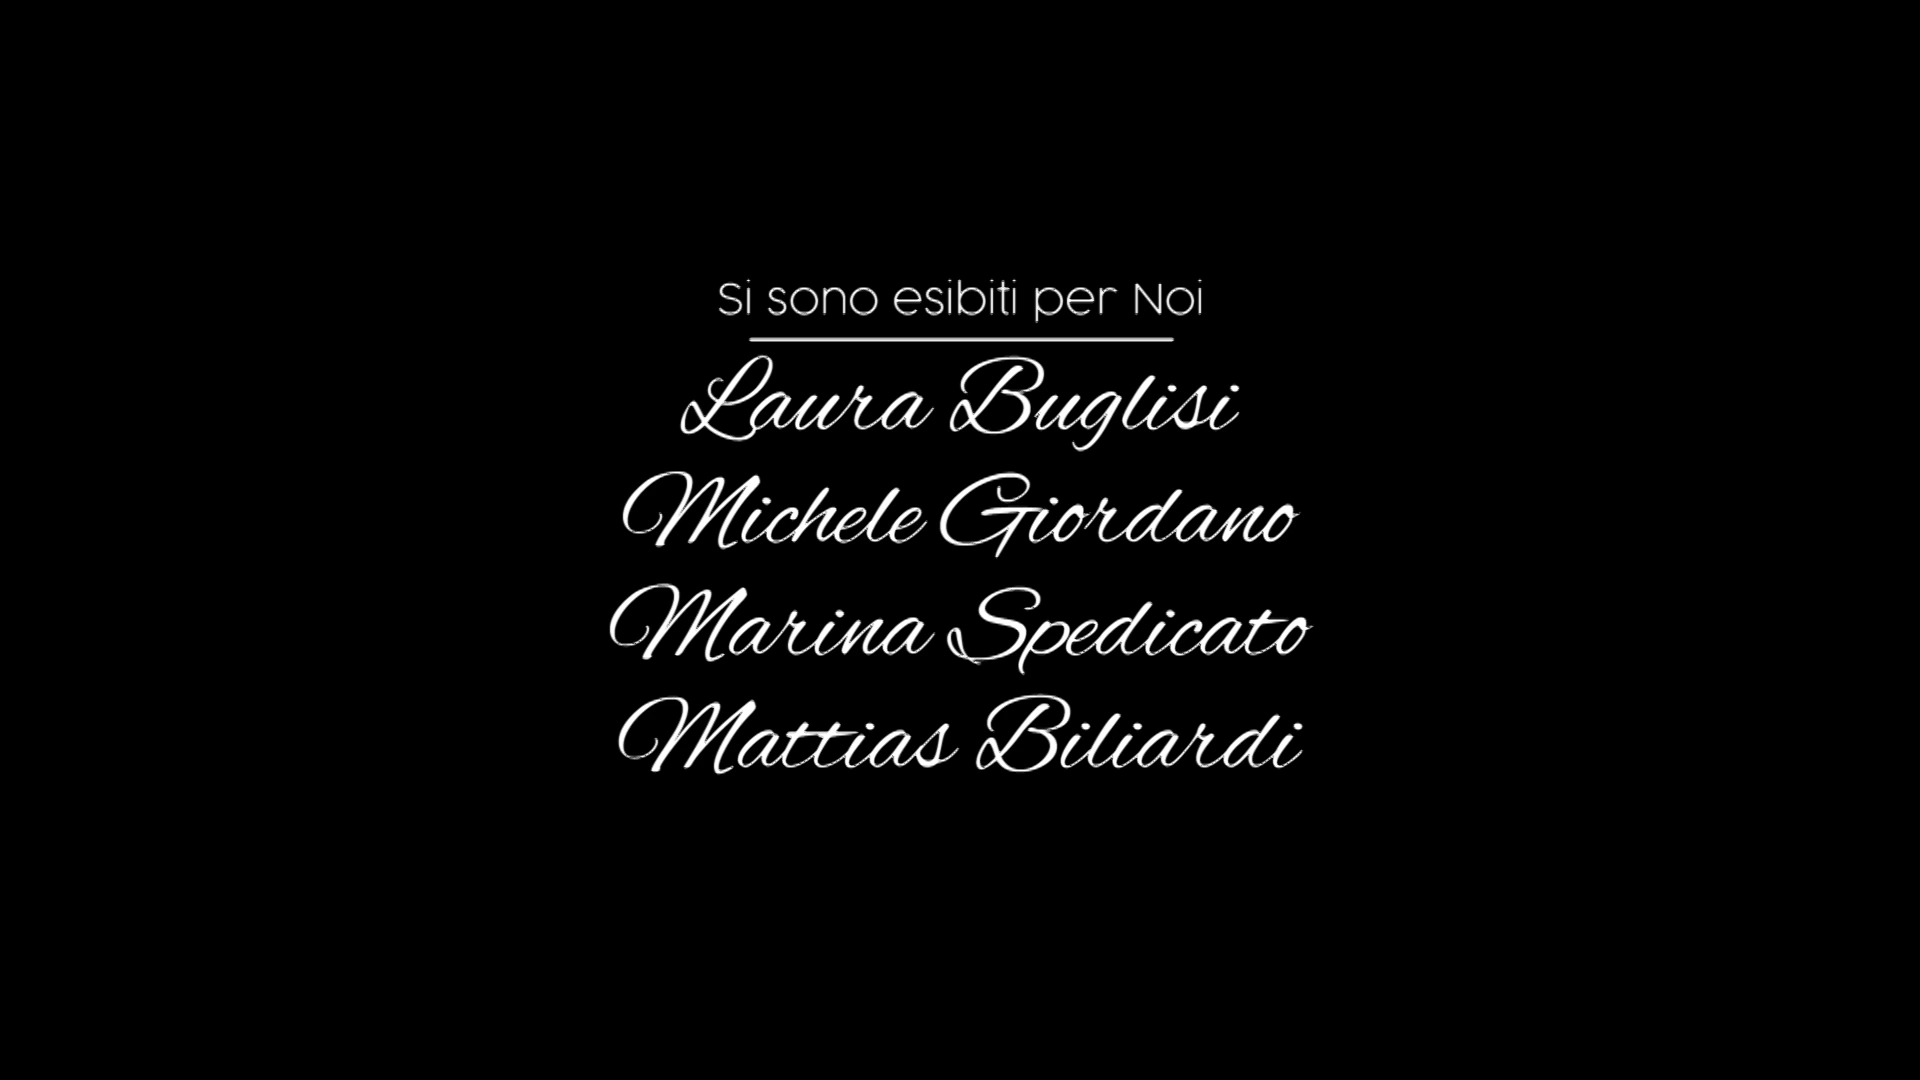 Si sono esibiti per Noi
Laura Buglisi
Michele Giordano
Marina Spedicato
Mattias Biliardi